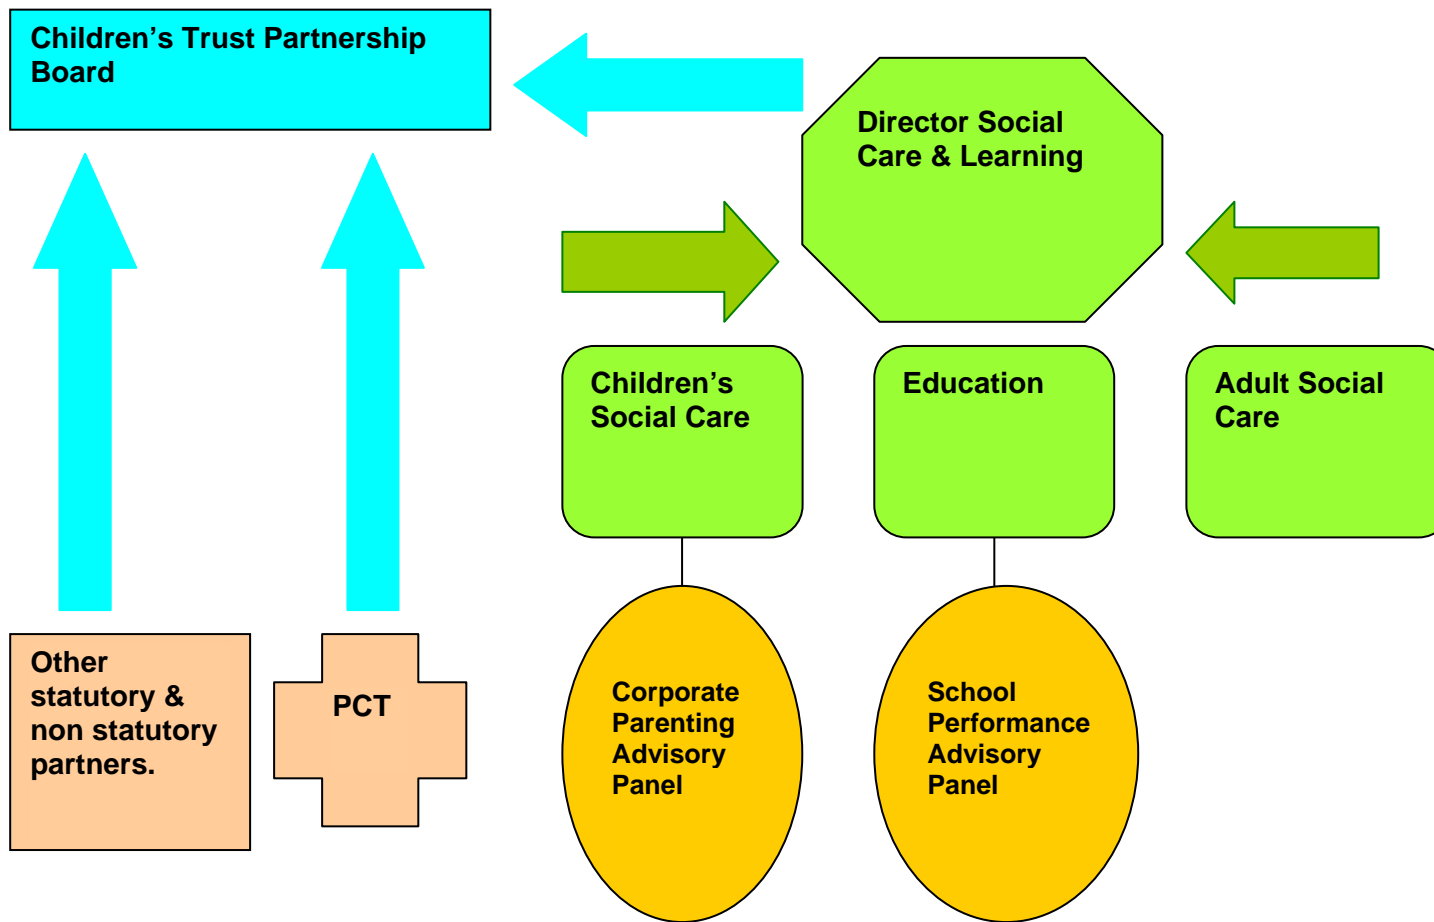 Children’s Trust Partnership
Board
Director Social
Care & Learning
Children’s
Social Care
Education
Adult Social
Care
Other
statutory &
non statutory
partners.
PCT
Corporate
Parenting
Advisory
Panel
School
Performance
Advisory
Panel